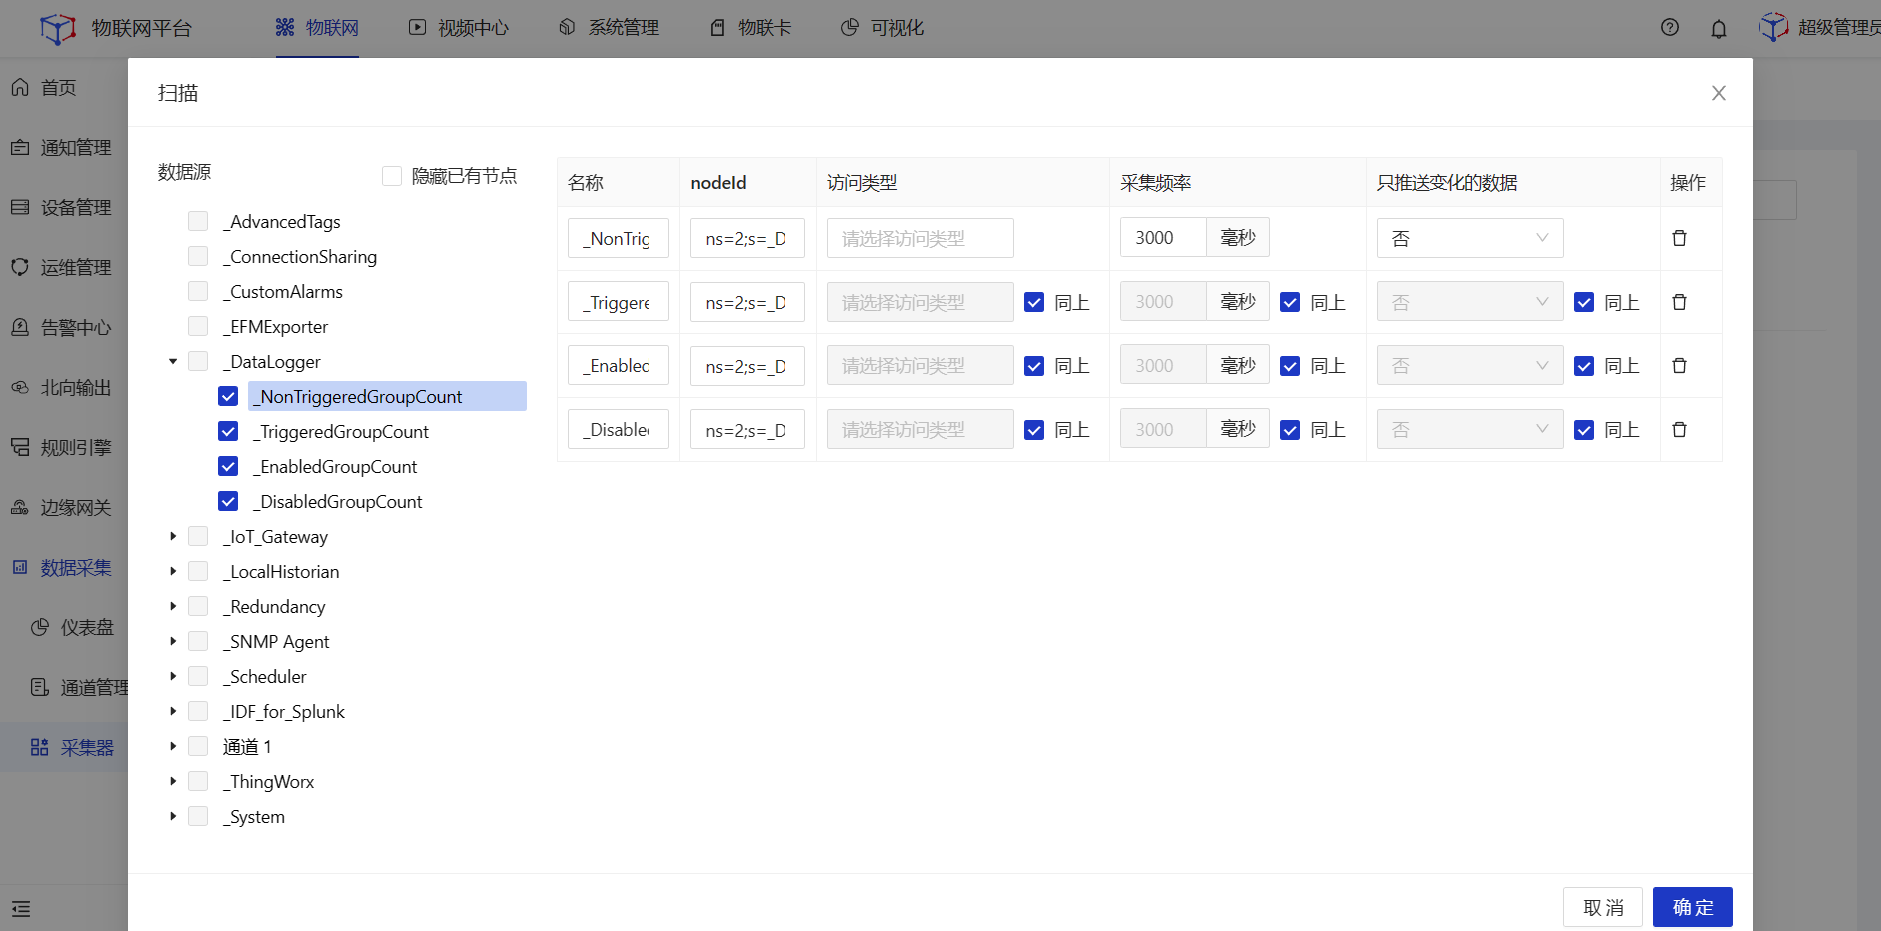 物联网平台
物联网
视频中心
系统管理
物联卡
可视化
超级管理员
首页
通知管理
设备管理
运维管理
告警中心
北向输出
规则引擎
边缘网关
数据采集
仪表盘
通道管理
采集器
扫描
数据源
隐藏已有节点
_AdvancedTags
_ConnectionSharing
_CustomAlarms
_EFMExporter
_DataLogger
_NonTriggeredGroupCount
_TriggeredGroupCount
_EnabledGroupCount
_DisabledGroupCount
_IoT_Gateway
_LocalHistorian
_Redundancy
_SNMP Agent
_Scheduler
_IDF_for_Splunk
通道 1
_ThingWorx
_System
名称 nodeId 访问类型 采集频率 只推送变化的数据 操作
_NonTrig ns=2;s=_D 请选择访问类型 3000 毫秒 否
_Triggere ns=2;s=_D 请选择访问类型 同上 3000 毫秒 同上 否 同上
_Enabled ns=2;s=_D 请选择访问类型 同上 3000 毫秒 同上 否 同上
_Disable ns=2;s=_D 请选择访问类型 同上 3000 毫秒 同上 否 同上
取 消
确 定